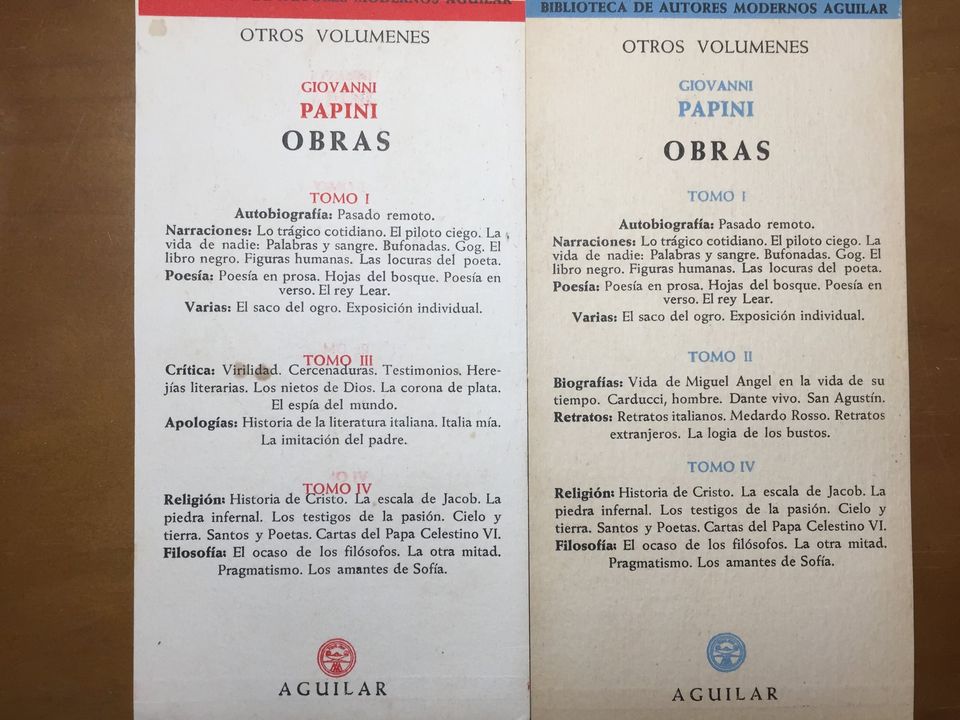 DE AUTORES MODERNOS AGUILAR
OTROS VOLUMENES
GIOVANNI
PAPINI
OBRAS
TOMO I
Autobiografía: Pasado remoto.
Narraciones: Lo trágico cotidiano. El piloto ciego. La
vida de nadie: Palabras y sangre. Bufonadas. Gog. El
libro negro. Figuras humanas. Las locuras del poeta.
Poesía: Poesía en prosa. Hojas del bosque. Poesía en
verso. El rey Lear.
Varias: El saco del ogro. Exposición individual.
TOMO III
Crítica: Virilidad. Cercenaduras. Testimonios. Here-
jías literarias. Los nietos de Dios. La corona de plata.
El espía del mundo.
Apologías: Historia de la literatura italiana. Italia mía.
La imitación del padre.
TOMO IV
Religión: Historia de Cristo. La escala de Jacob. La
piedra infernal. Los testigos de la pasión. Cielo y
tierra. Santos y Poetas. Cartas del Papa Celestino VI.
Filosofía: El ocaso de los filósofos. La otra mitad.
Pragmatismo. Los amantes de Sofía.
AGUILAR
BIBLIOTECA DE AUTORES MODERNOS AGUILAR
OTROS VOLUMENES
GIOVANNI
PAPINI
OBRAS
TOMO I
Autobiografía: Pasado remoto.
Narraciones: Lo trágico cotidiano. El piloto ciego. La
vida de nadie: Palabras y sangre. Bufonadas. Gog. El
libro negro. Figuras humanas. Las locuras del poeta.
Poesía: Poesía en prosa. Hojas del bosque. Poesía en
verso. El rey Lear.
Varias: El saco del ogro. Exposición individual.
TOMO II
Biografías: Vida de Miguel Angel en la vida de su
tiempo. Carducci, hombre. Dante vivo. San Agustín.
Retratos: Retratos italianos. Medardo Rosso. Retratos
extranjeros. La logia de los bustos.
TOMO IV
Religión: Historia de Cristo. La escala de Jacob. La
piedra infernal. Los testigos de la pasión. Cielo y
tierra. Santos y Poetas. Cartas del Papa Celestino VI.
Filosofía: El ocaso de los filósofos. La otra mitad.
Pragmatismo. Los amantes de Sofía.
AGUILAR